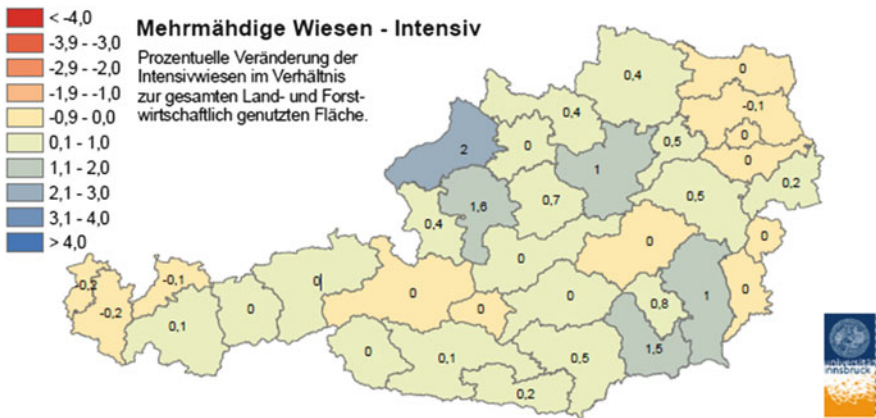 < -4,0
-3,9 - -3,0
-2,9 - -2,0
-1,9 - -1,0
-0,9 - 0,0
0,1 - 1,0
1,1 - 2,0
2,1 - 3,0
3,1 - 4,0
> 4,0
Mehrmähdige Wiesen - Intensiv
Prozentuelle Veränderung der
Intensivwiesen im Verhältnis
zur gesamten Land- und Forst-
wirtschaftlich genutzten Fläche.
0,4
0
0,4
-0,1
2
0
1
0,5
0
0
1,6
0,7
0,5
0,2
0,4
0
0
0
-0,2
-0,1
0
0
0
0
0,8
1
0
-0,2
0,1
0
0
0,1
0,5
1,5
0,2
universität
innsbruck